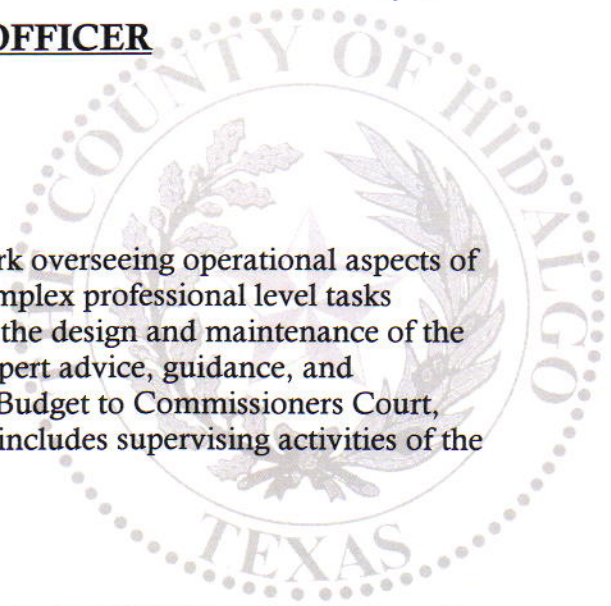 OFFICER
THE COUNTY OF HIDALGO
rk overseeing operational aspects of
mplex professional level tasks
the design and maintenance of the
pert advice, guidance, and
Budget to Commissioners Court,
includes supervising activities of the
TEXAS